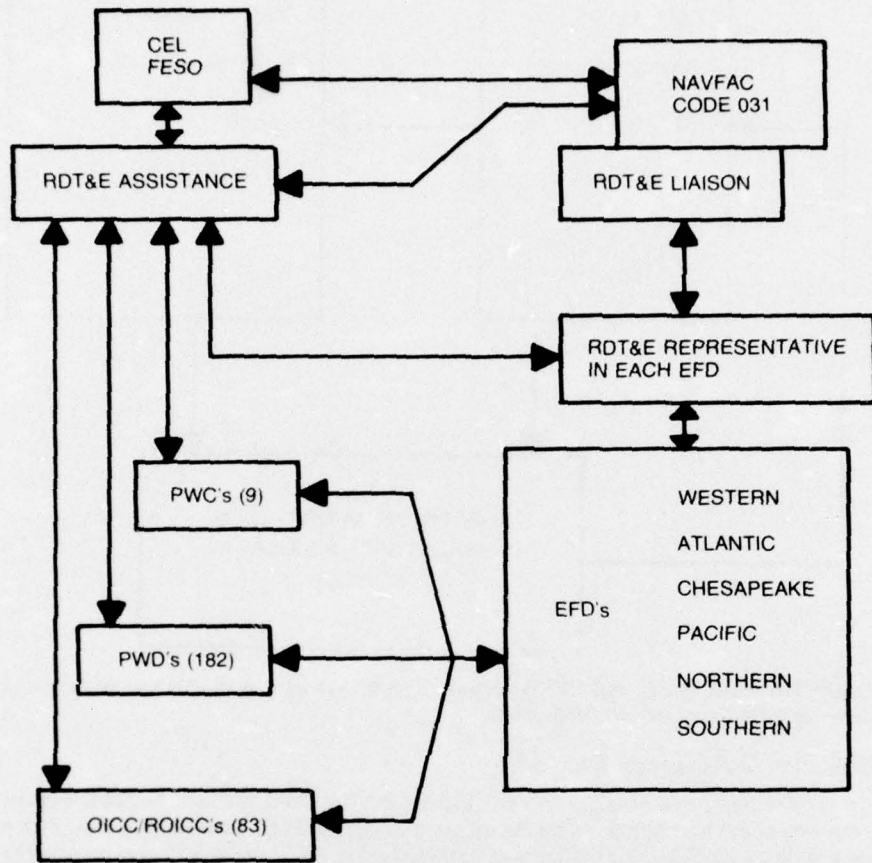 CEL
FESO
NAVFAC
CODE 031
RDT&E ASSISTANCE
RDT&E LIAISON
RDT&E REPRESENTATIVE
IN EACH EFD
PWC's (9)
PWD's (182)
OICC/ROICC's (83)
EFD's
WESTERN
ATLANTIC
CHESAPEAKE
PACIFIC
NORTHERN
SOUTHERN